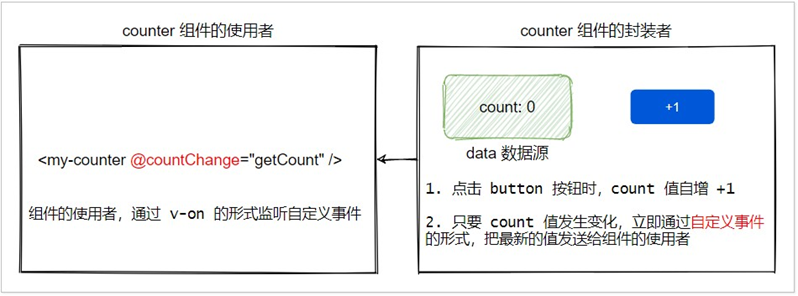 counter 组件的使用者
<my-counter @countChange="getCount" />
组件的使用者，通过 v-on 的形式监听自定义事件
counter 组件的封装者
count: 0
+1
data 数据源
1. 点击 button 按钮时，count 值自增 +1
2. 只要 count 值发生变化，立即通过自定义事件
的形式，把最新的值发送给组件的使用者